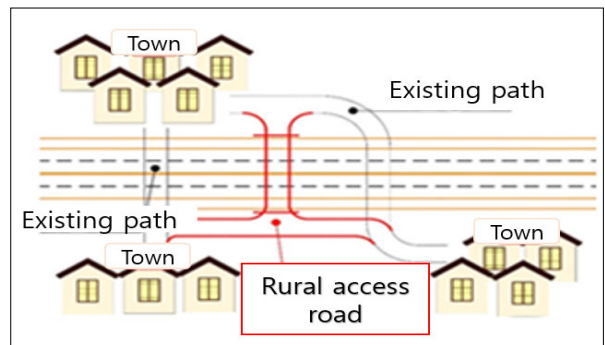 Town
Existing path
Existing path
Town
Town
Rural access
road